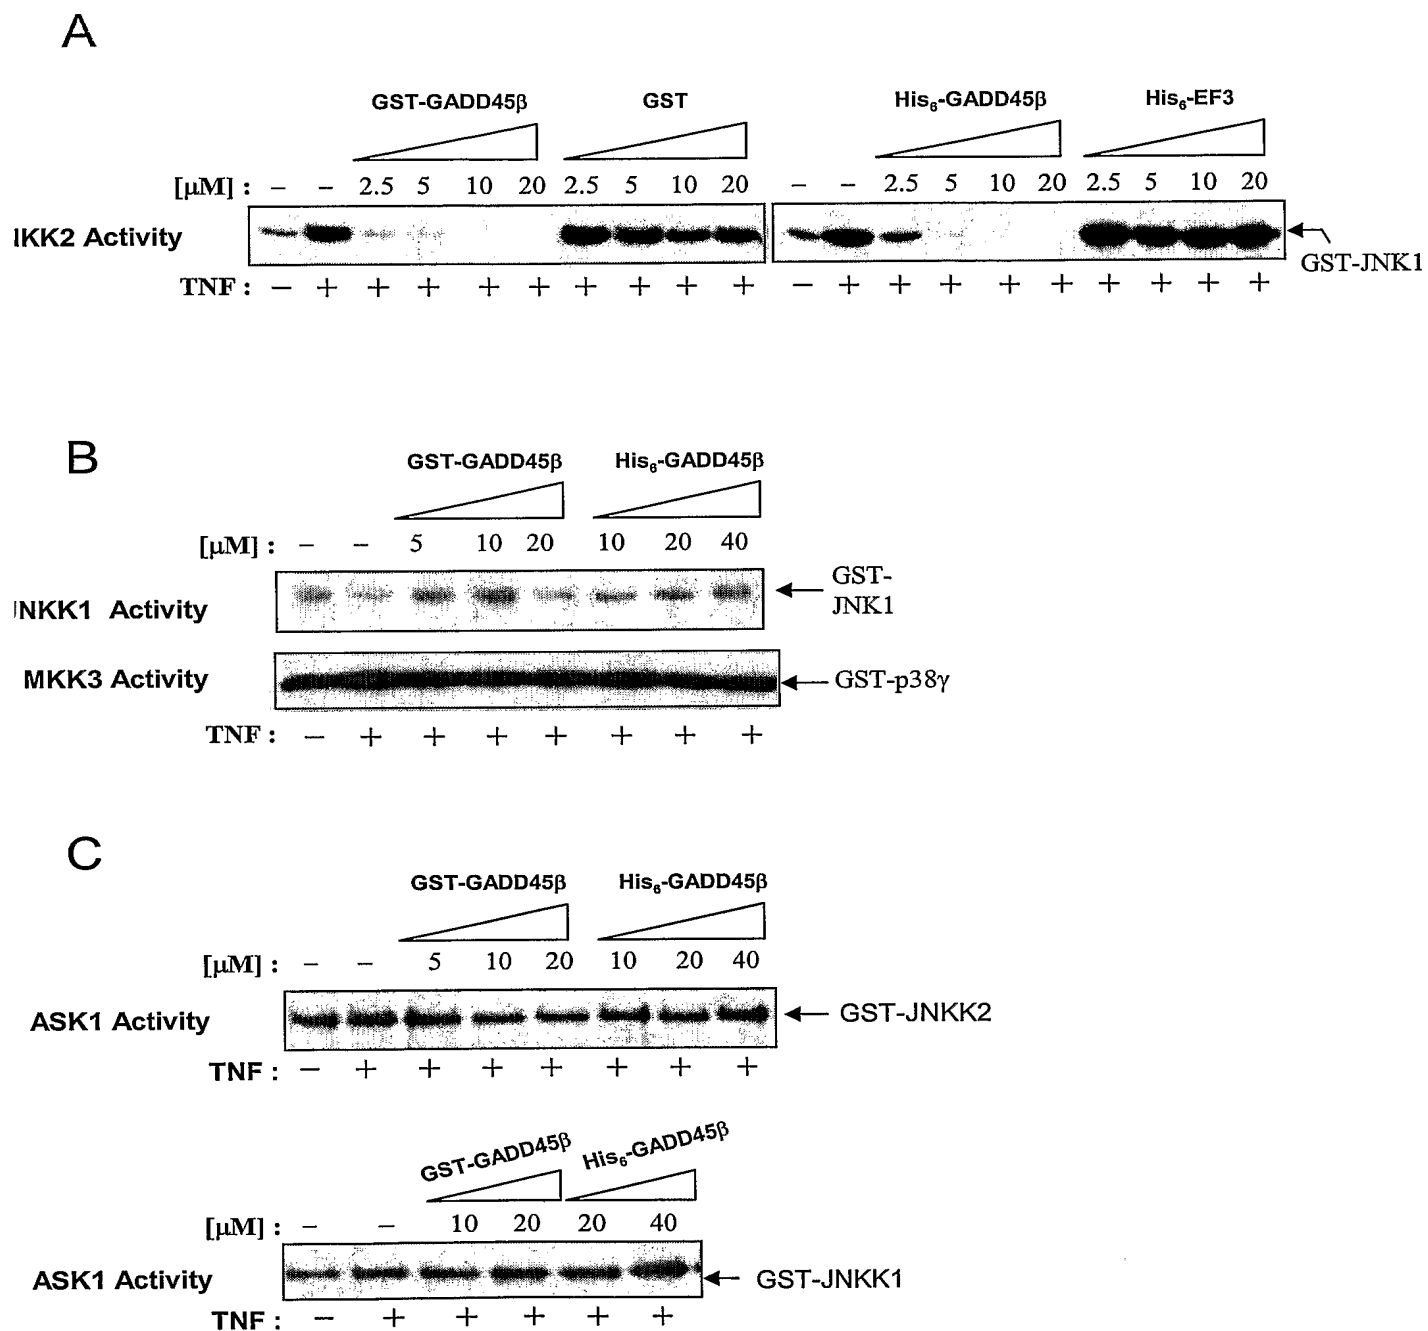 A
GST-GADD45β GST His6-GADD45β His6-EF3
[μM] : – – 2.5 5 10 20 2.5 5 10 20 – – 2.5 5 10 20 2.5 5 10 20
NKK2 Activity
GST-JNK1
TNF : – + + + + + + + + + – + + + + + + + + +
B
GST-GADD45β His6-GADD45β
[μM] : – – 5 10 20 10 20 40
JNKK1 Activity
GST-
JNK1
MKK3 Activity GST-p38γ
TNF : – + + + + + + +
C
GST-GADD45β His6-GADD45β
[μM] : – – 5 10 20 10 20 40
ASK1 Activity GST-JNKK2
TNF : – + + + + + + +
GST-GADD45β His6-GADD45β
[μM] : – – 10 20 20 40
ASK1 Activity GST-JNKK1
TNF : – + + + + +